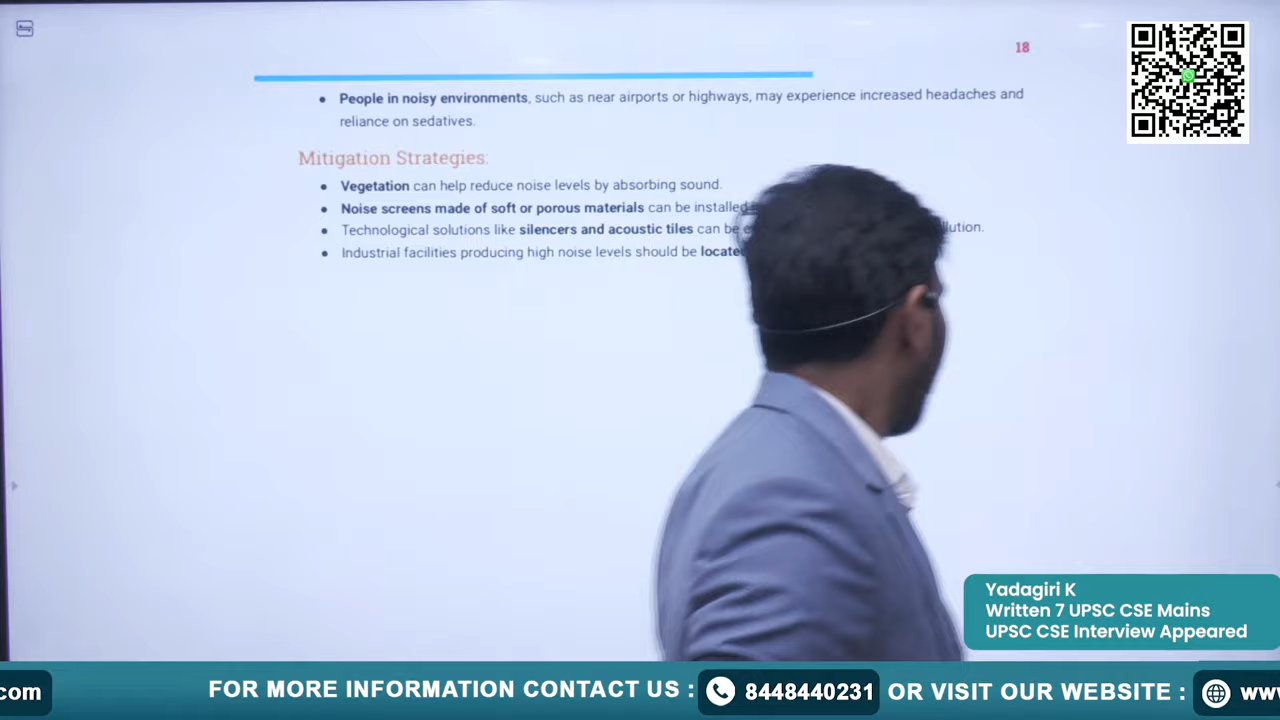 18
• People in noisy environments, such as near airports or highways, may experience increased headaches and
reliance on sedatives.
Mitigation Strategies:
• Vegetation can help reduce noise levels by absorbing sound.
• Noise screens made of soft or porous materials can be installed
• Technological solutions like silencers and acoustic tiles can be
• Industrial facilities producing high noise levels should be
Yadagiri K
Written 7 UPSC CSE Mains
UPSC CSE Interview Appeared
com FOR MORE INFORMATION CONTACT US : 8448440231 OR VISIT OUR WEBSITE :